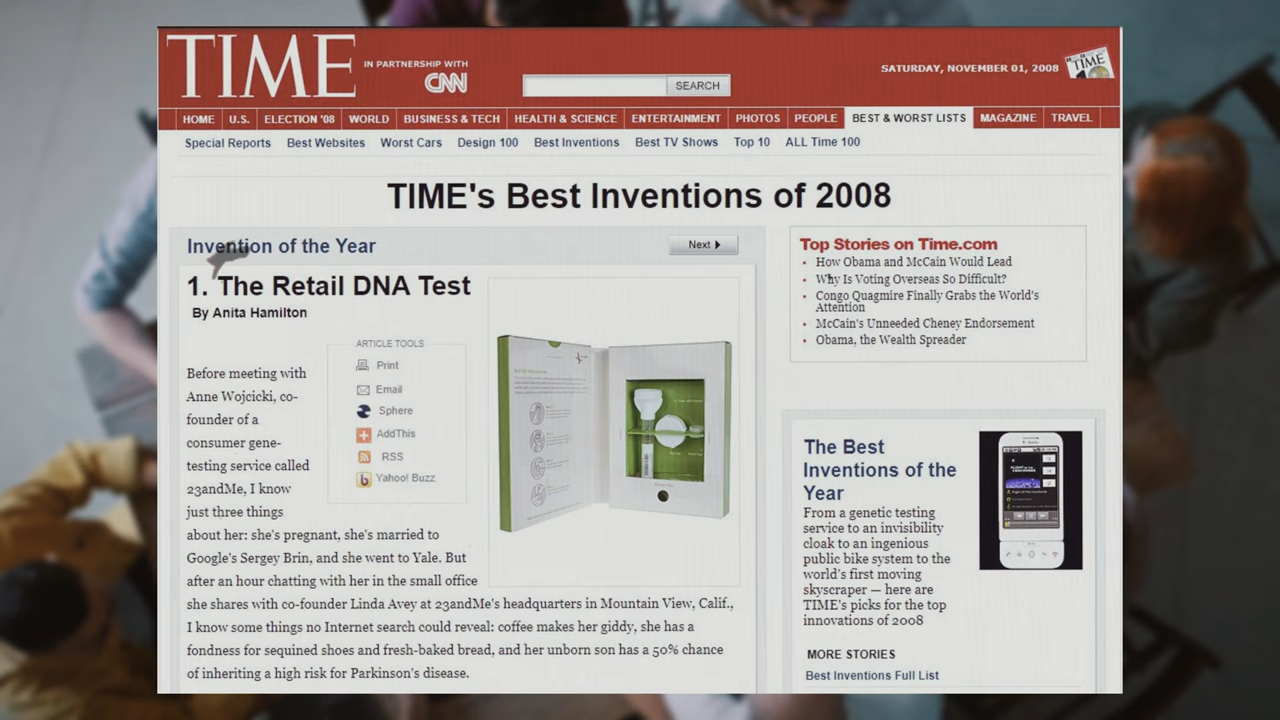 TIME
IN PARTNERSHIP WITH
CNN
SEARCH
SATURDAY, NOVEMBER 01, 2008
TIME
HOME U.S. ELECTION '08 WORLD BUSINESS & TECH HEALTH & SCIENCE ENTERTAINMENT PHOTOS PEOPLE BEST & WORST LISTS MAGAZINE TRAVEL
Special Reports Best Websites Worst Cars Design 100 Best Inventions Best TV Shows Top 10 ALL Time 100
TIME's Best Inventions of 2008
Invention of the Year
Next
1. The Retail DNA Test
By Anita Hamilton
ARTICLE TOOLS
Print
Email
Sphere
AddThis
RSS
Yahoo! Buzz
Before meeting with
Anne Wojcicki, co-
founder of a
consumer gene-
testing service called
23andMe, I know
just three things
about her: she's pregnant, she's married to
Google's Sergey Brin, and she went to Yale. But
after an hour chatting with her in the small office
she shares with co-founder Linda Avey at 23andMe's headquarters in Mountain View, Calif.,
I know some things no Internet search could reveal: coffee makes her giddy, she has a
fondness for sequined shoes and fresh-baked bread, and her unborn son has a 50% chance
of inheriting a high risk for Parkinson's disease.
Top Stories on Time.com
• How Obama and McCain Would Lead
• Why Is Voting Overseas So Difficult?
• Congo Quagmire Finally Grabs the World's
Attention
• McCain's Unneeded Cheney Endorsement
• Obama, the Wealth Spreader
The Best
Inventions of the
Year
From a genetic testing
service to an invisibility
cloak to an ingenious
public bike system to the
world's first moving
skyscraper — here are
TIME's picks for the top
innovations of 2008
MORE STORIES
Best Inventions Full List